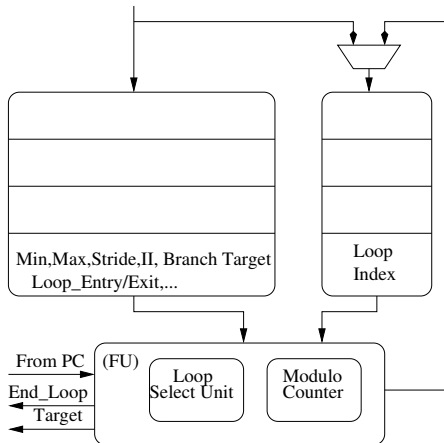 Min,Max,Stride,II, Branch Target
Loop_Entry/Exit,...
Loop
Index
From PC
End_Loop
Target
(FU)
Loop
Select Unit
Modulo
Counter